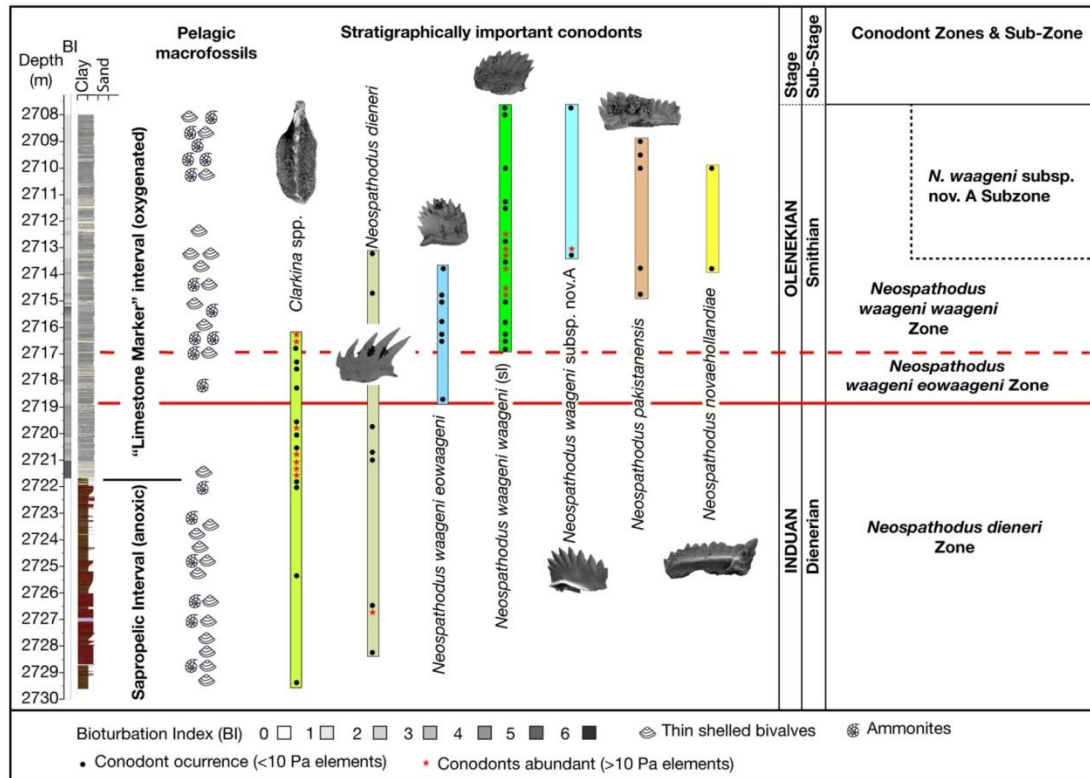 Depth
(m)
BI
Clay
Sand
Pelagic
macrofossils
Stratigraphically important conodonts
Stage
Sub-Stage
Conodont Zones & Sub-Zone
2708
2709
2710
2711
2712
2713
2714
2715
2716
2717
2718
2719
2720
2721
2722
2723
2724
2725
2726
2727
2728
2729
2730
"Limestone Marker" interval (oxygenated)
Sapropelic Interval (anoxic)
Clarkina spp.
Neospathodus dieneri
Neospathodus waageni eowaageni
Neospathodus waageni waageni (sl)
Neospathodus waageni subsp. nov.A
Neospathodus pakistanensis
Neospathodus novaehollandiae
OLENEKIAN
Smithian
INDUAN
Dienerian
N. waageni subsp.
nov. A Subzone
Neospathodus
waageni waageni
Zone
Neospathodus
waageni eowaageni Zone
Neospathodus dieneri
Zone
Bioturbation Index (BI) 0 1 2 3 4 5 6 Thin shelled bivalves Ammonites
Conodont ocurrence (<10 Pa elements) Conodonts abundant (>10 Pa elements)